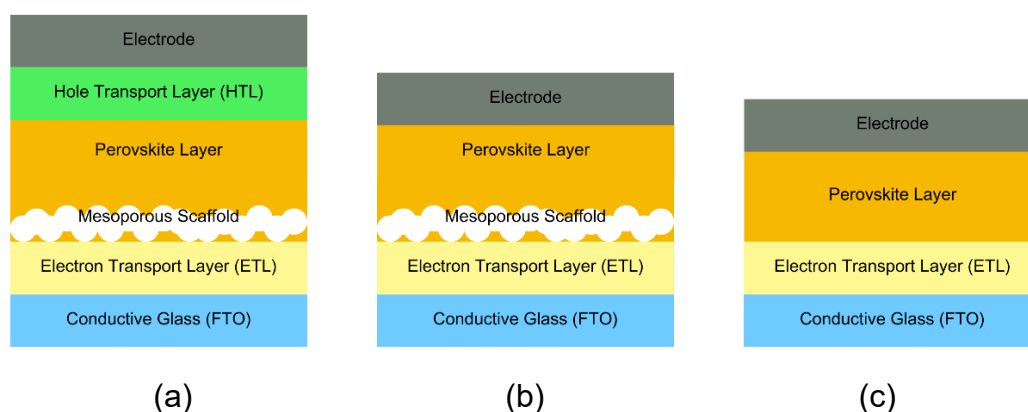 Electrode
Hole Transport Layer (HTL)
Perovskite Layer
Mesoporous Scaffold
Electron Transport Layer (ETL)
Conductive Glass (FTO)
(a)
Electrode
Perovskite Layer
Mesoporous Scaffold
Electron Transport Layer (ETL)
Conductive Glass (FTO)
(b)
Electrode
Perovskite Layer
Electron Transport Layer (ETL)
Conductive Glass (FTO)
(c)